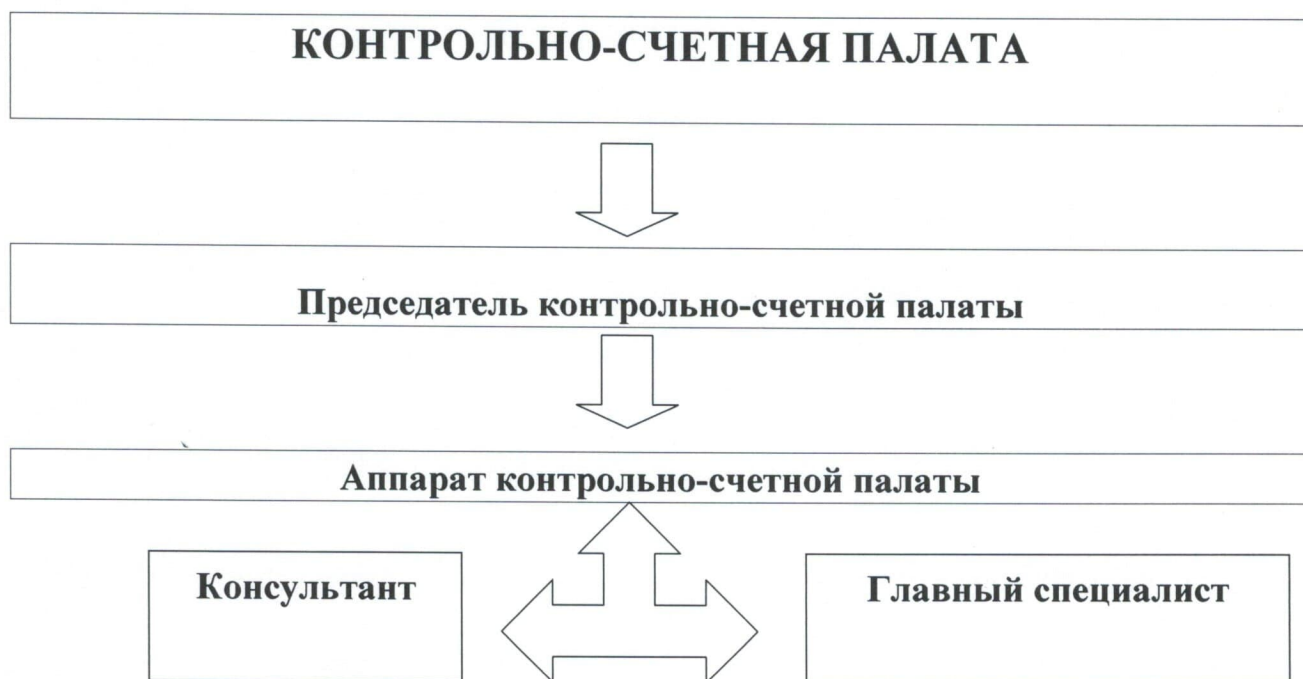 КОНТРОЛЬНО-СЧЕТНАЯ ПАЛАТА
Председатель контрольно-счетной палаты
Аппарат контрольно-счетной палаты
Консультант
Главный специалист